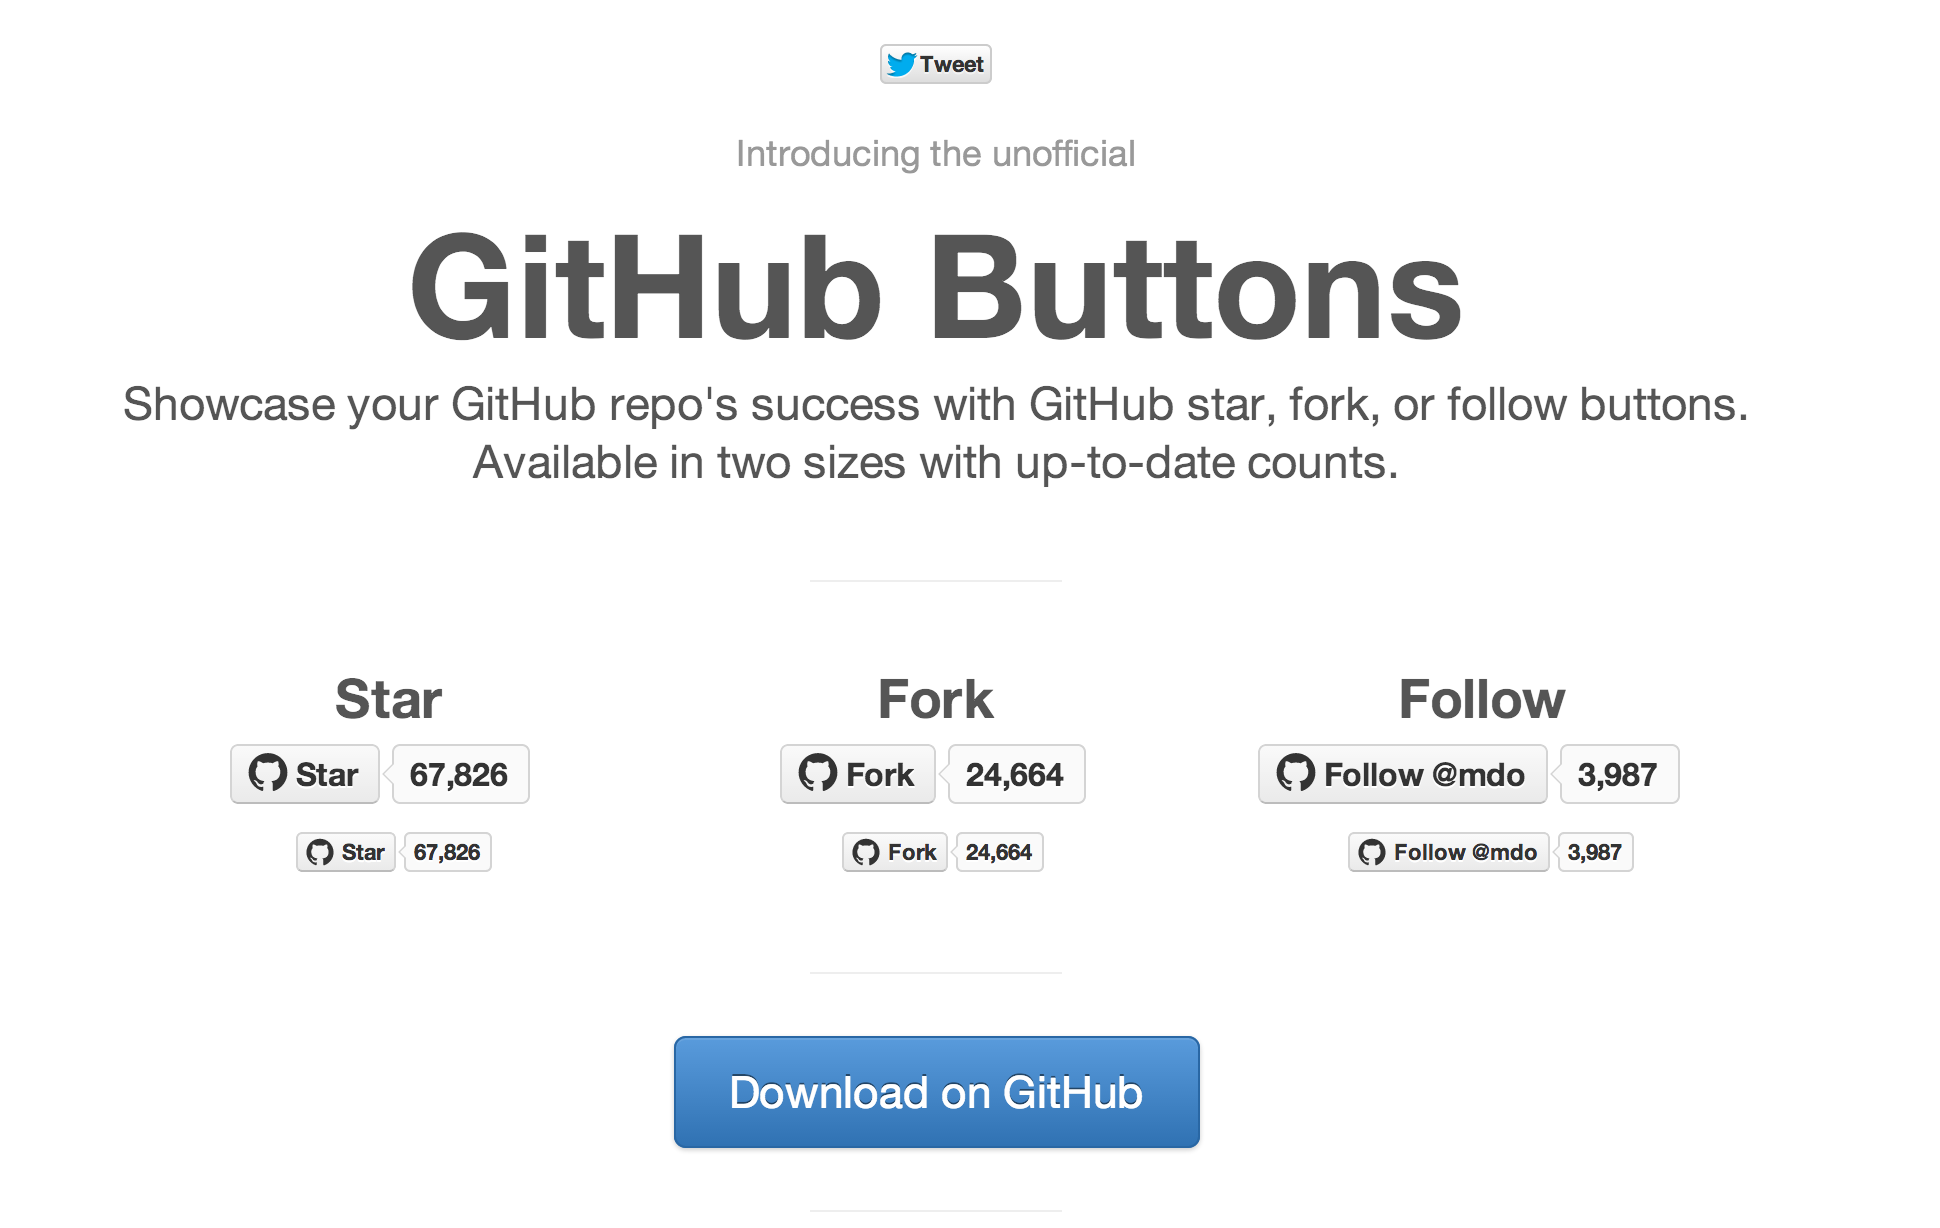 Tweet
Introducing the unofficial
GitHub Buttons
Showcase your GitHub repo's success with GitHub star, fork, or follow buttons.
Available in two sizes with up-to-date counts.
Star
Fork
Follow
Star 67,826
Fork 24,664
Follow @mdo 3,987
Star 67,826
Fork 24,664
Follow @mdo 3,987
Download on GitHub